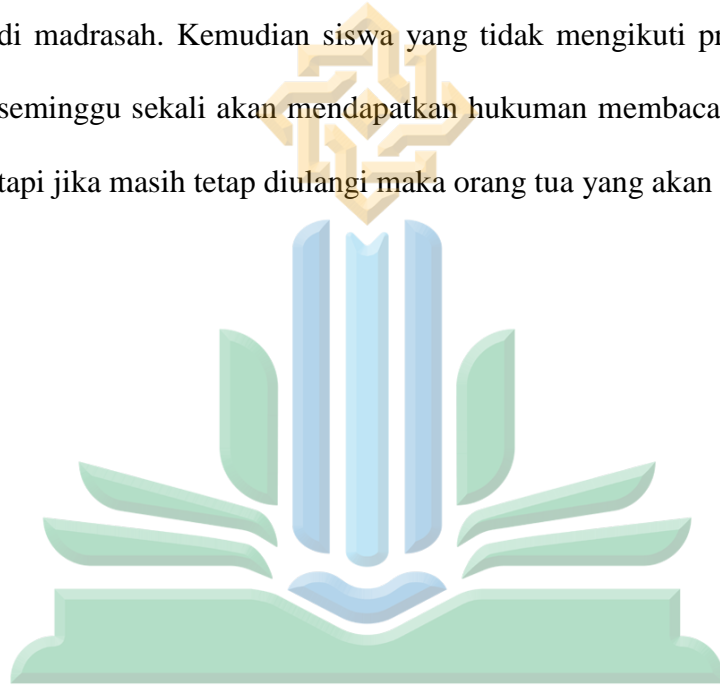 di madrasah. Kemudian siswa yang tidak mengikuti
seminggu sekali akan mendapatkan hukuman membaca
tapi jika masih tetap diulangi maka orang tua yang akan